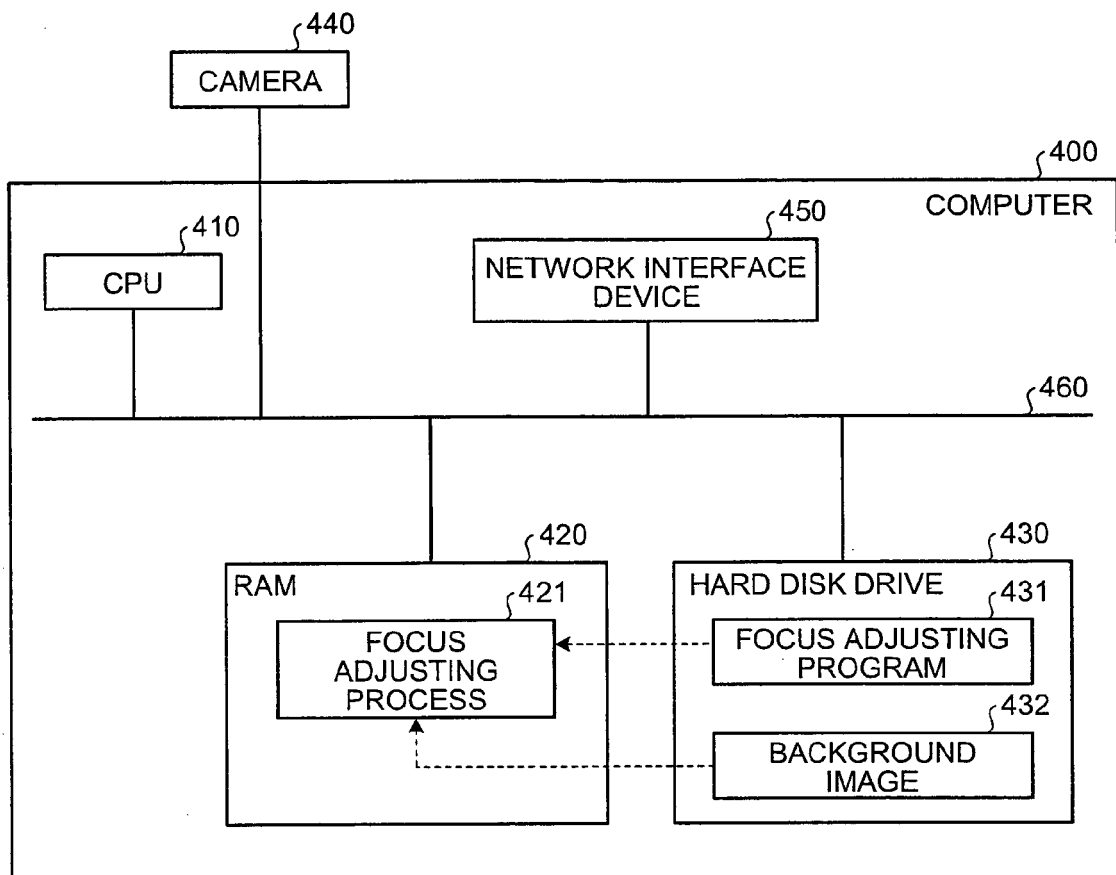 440
CAMERA
400
COMPUTER
410
CPU
450
NETWORK INTERFACE
DEVICE
460
420
RAM
421
FOCUS
ADJUSTING
PROCESS
430
HARD DISK DRIVE
431
FOCUS ADJUSTING
PROGRAM
432
BACKGROUND
IMAGE